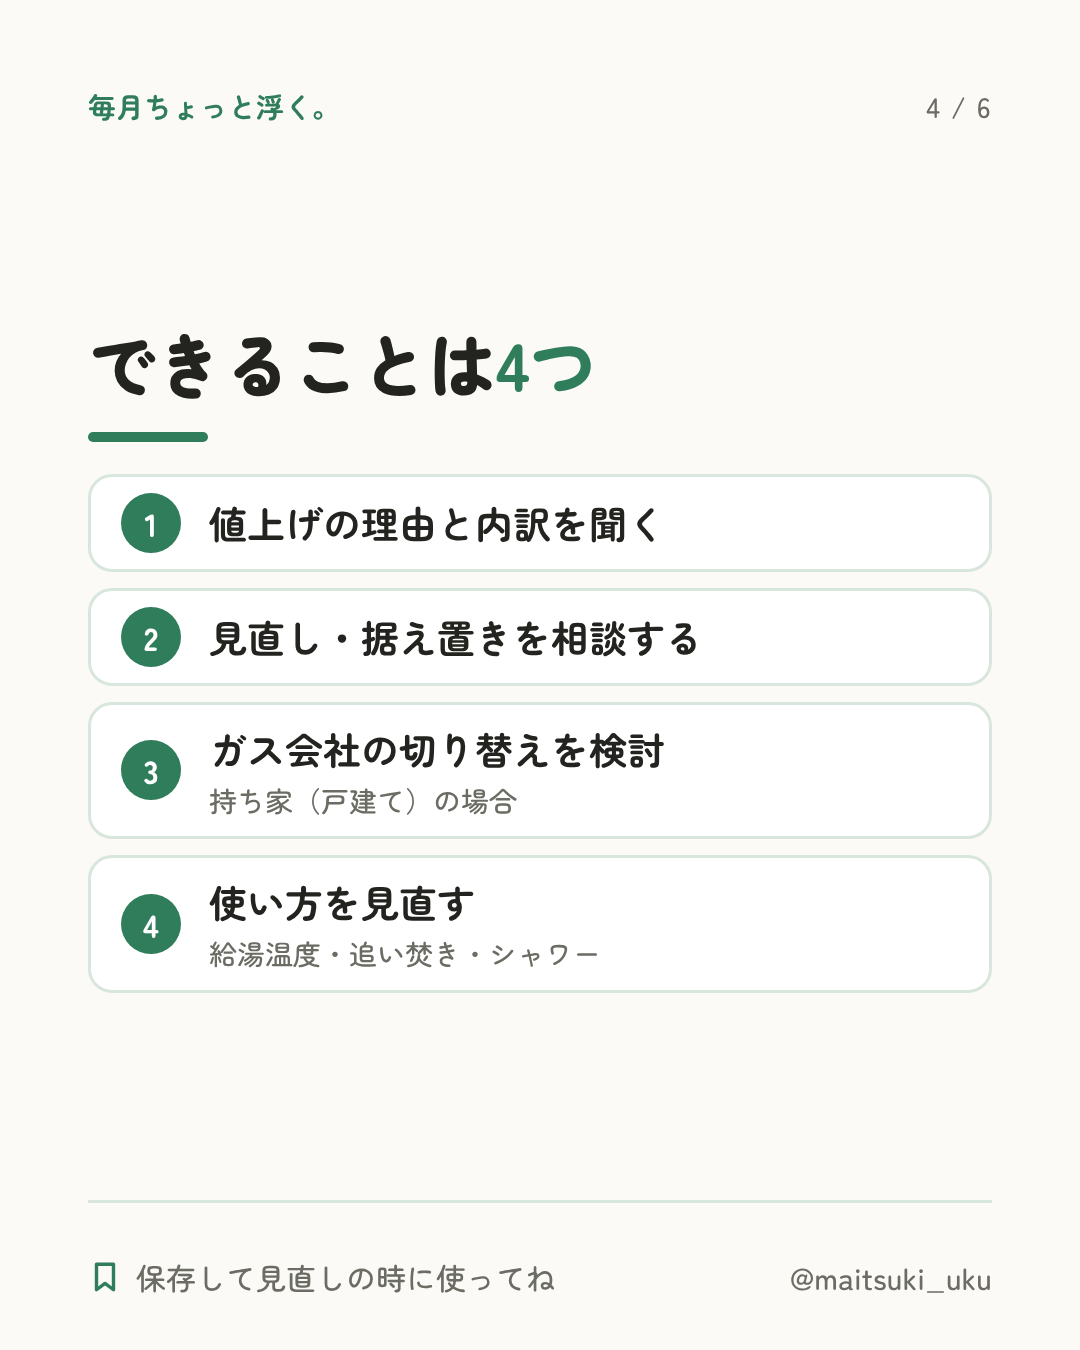 毎月ちょっと浮く。
4 / 6
できることは4つ
1 値上げの理由と内訳を聞く
2 見直し・据え置きを相談する
3 ガス会社の切り替えを検討
持ち家（戸建て）の場合
4 使い方を見直す
給湯温度・追い焚き・シャワー
保存して見直しの時に使ってね
@maitsuki_uku